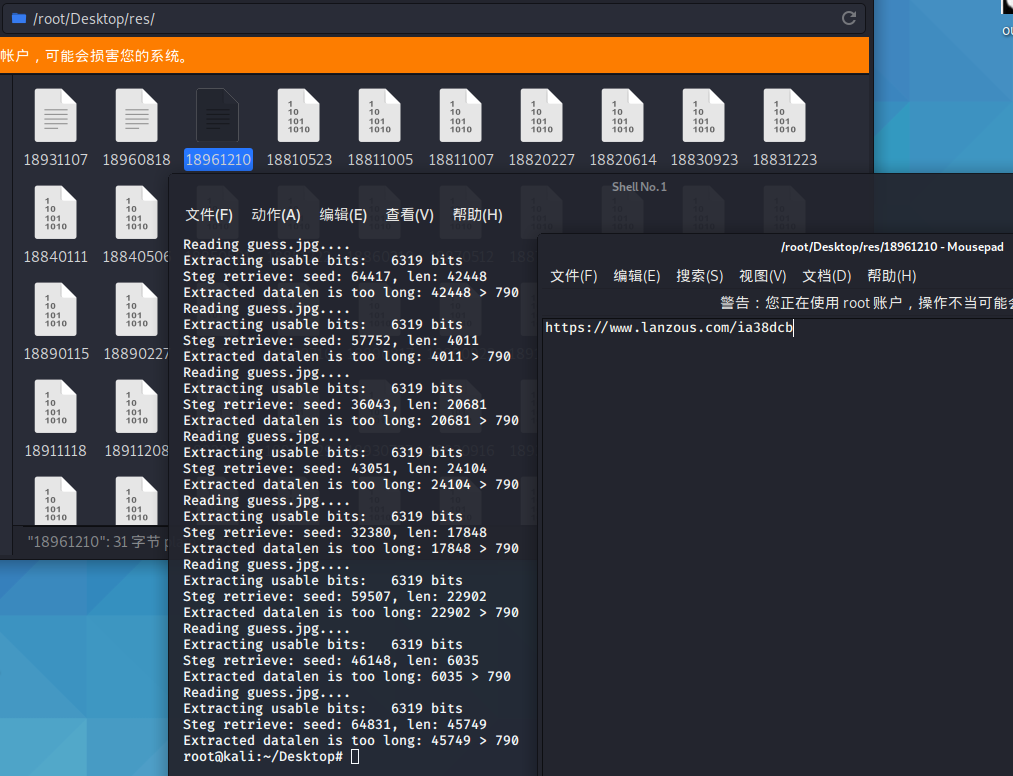 /root/Desktop/res/
帐户，可能会损害您的系统。
18931107 18960818 18961210 18810523 18811005 18811007 18820227 18820614 18830923 18831223
18840111 18840506
18890115 18890227
18911118 18911208
"18961210": 31 字节
Shell No. 1
文件(F) 动作(A) 编辑(E) 查看(V) 帮助(H)
Reading guess.jpg....
Extracting usable bits: 6319 bits
Steg retrieve: seed: 64417, len: 42448
Extracted datalen is too long: 42448 > 790
Reading guess.jpg....
Extracting usable bits: 6319 bits
Steg retrieve: seed: 57752, len: 4011
Extracted datalen is too long: 4011 > 790
Reading guess.jpg....
Extracting usable bits: 6319 bits
Steg retrieve: seed: 36043, len: 20681
Extracted datalen is too long: 20681 > 790
Reading guess.jpg....
Extracting usable bits: 6319 bits
Steg retrieve: seed: 43051, len: 24104
Extracted datalen is too long: 24104 > 790
Reading guess.jpg....
Extracting usable bits: 6319 bits
Steg retrieve: seed: 32380, len: 17848
Extracted datalen is too long: 17848 > 790
Reading guess.jpg....
Extracting usable bits: 6319 bits
Steg retrieve: seed: 59507, len: 22902
Extracted datalen is too long: 22902 > 790
Reading guess.jpg....
Extracting usable bits: 6319 bits
Steg retrieve: seed: 46148, len: 6035
Extracted datalen is too long: 6035 > 790
Reading guess.jpg....
Extracting usable bits: 6319 bits
Steg retrieve: seed: 64831, len: 45749
Extracted datalen is too long: 45749 > 790
root@kali:~/Desktop#
/root/Desktop/res/18961210 - Mousepad
文件(F) 编辑(E) 搜索(S) 视图(V) 文档(D) 帮助(H)
警告：您正在使用 root 账户，操作不当可能会
https://www.lanzous.com/ia38dcb